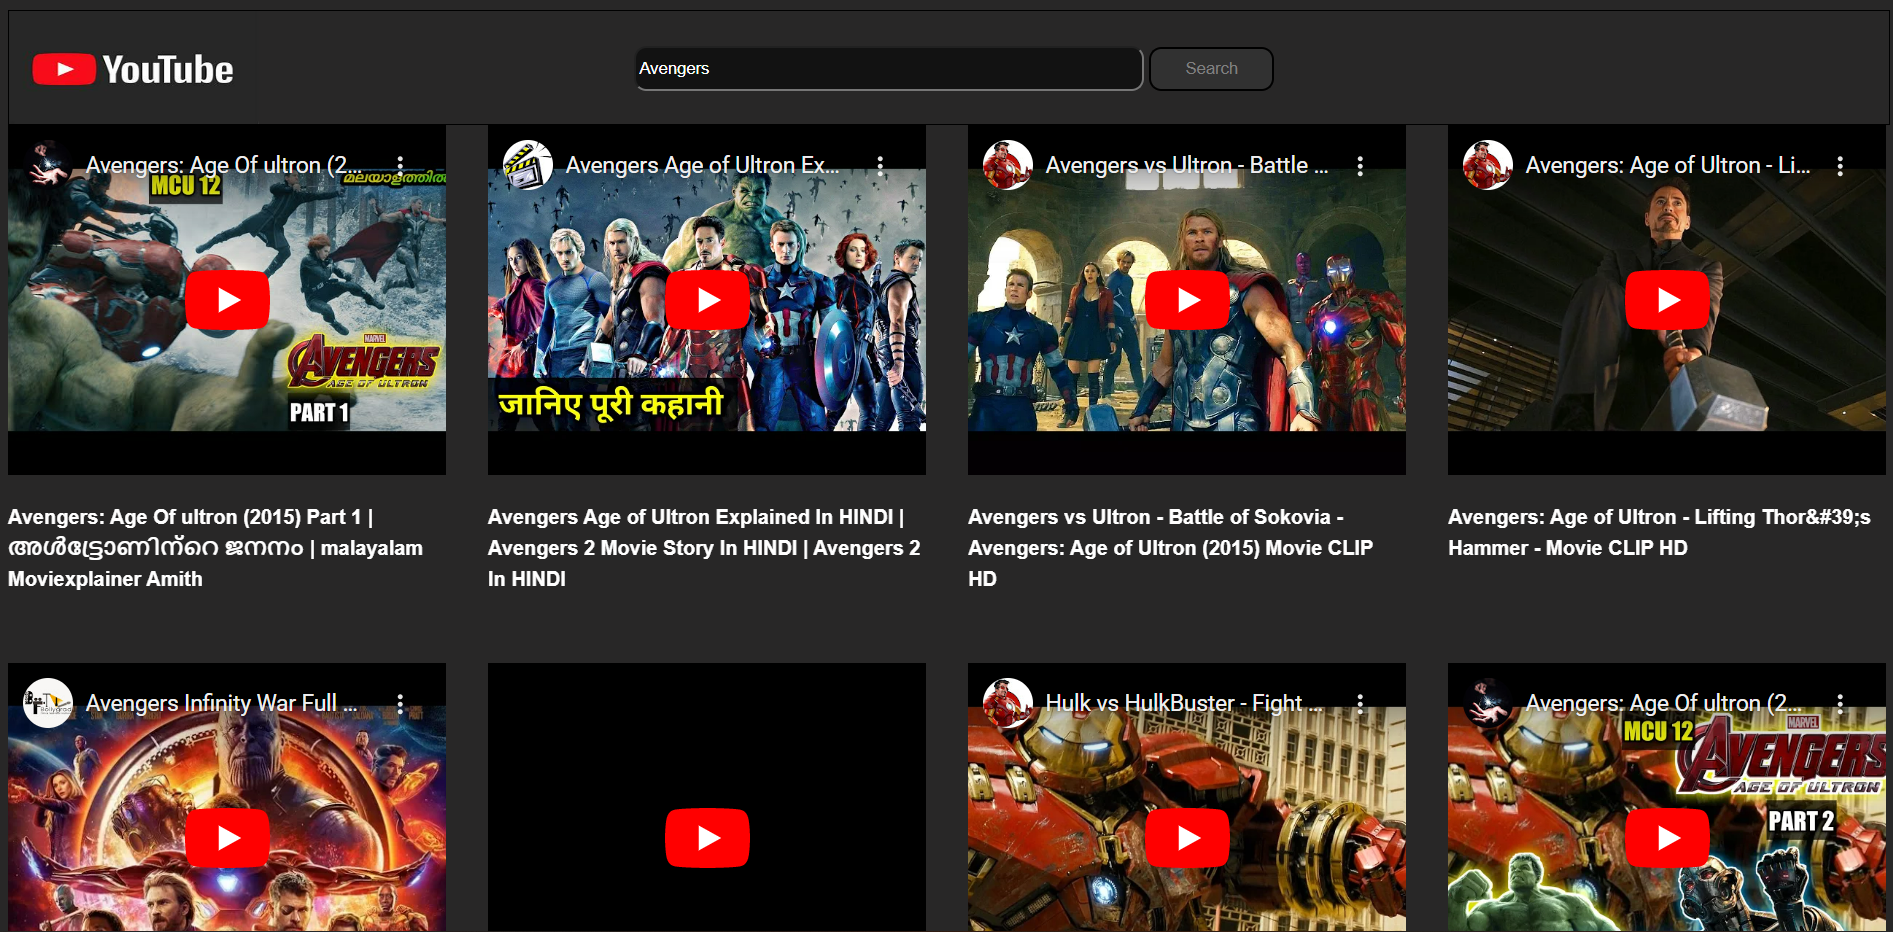 YouTube
Avengers
Search
Avengers: Age Of ultron (2...
MCU 12
മലയാളത്തിൽ
MARVEL
AVENGERS
AGE OF ULTRON
PART 1
Avengers Age of Ultron Ex...
जानिए पूरी कहानी
Avengers vs Ultron - Battle ...
Avengers: Age of Ultron - Li...
Avengers: Age Of ultron (2015) Part 1 |
അൾട്രോണിന്റെ ജനനം | malayalam
Moviexplainer Amith
Avengers Age of Ultron Explained In HINDI |
Avengers 2 Movie Story In HINDI | Avengers 2
In HINDI
Avengers vs Ultron - Battle of Sokovia -
Avengers: Age of Ultron (2015) Movie CLIP
HD
Avengers: Age of Ultron - Lifting Thor&#39;s
Hammer - Movie CLIP HD
Avengers Infinity War Full ...
Hulk vs HulkBuster - Fight ...
Avengers: Age Of ultron (2...
MCU 12
MARVEL
AVENGERS
AGE OF ULTRON
PART 2